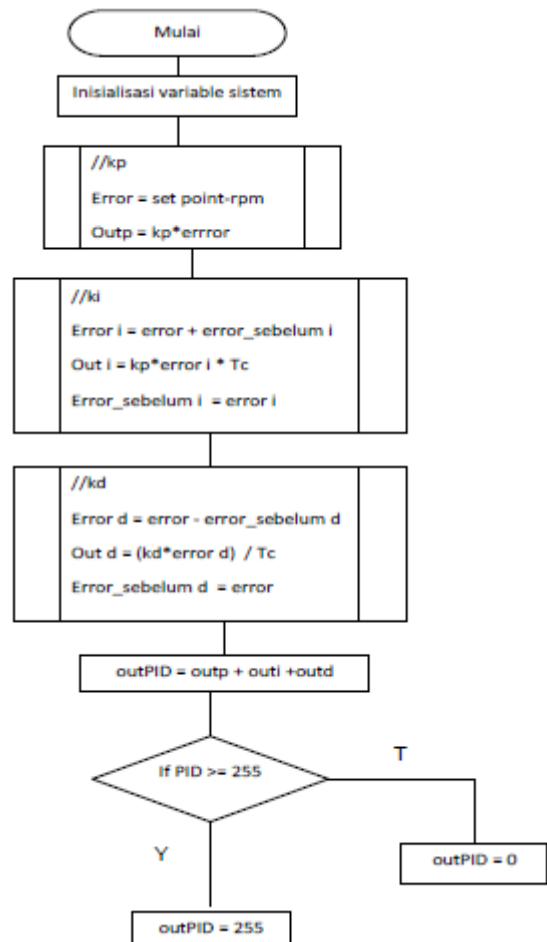 Mulai
Inisialisasi variable sistem
//kp
Error = set point-rpm
Outp = kp*errror
//ki
Error i = error + error_sebelum i
Out i = kp*error i * Tc
Error_sebelum i = error i
//kd
Error d = error - error_sebelum d
Out d = (kd*error d) / Tc
Error_sebelum d = error
outPID = outp + outi +outd
If PID >= 255
T
Y
outPID = 0
outPID = 255